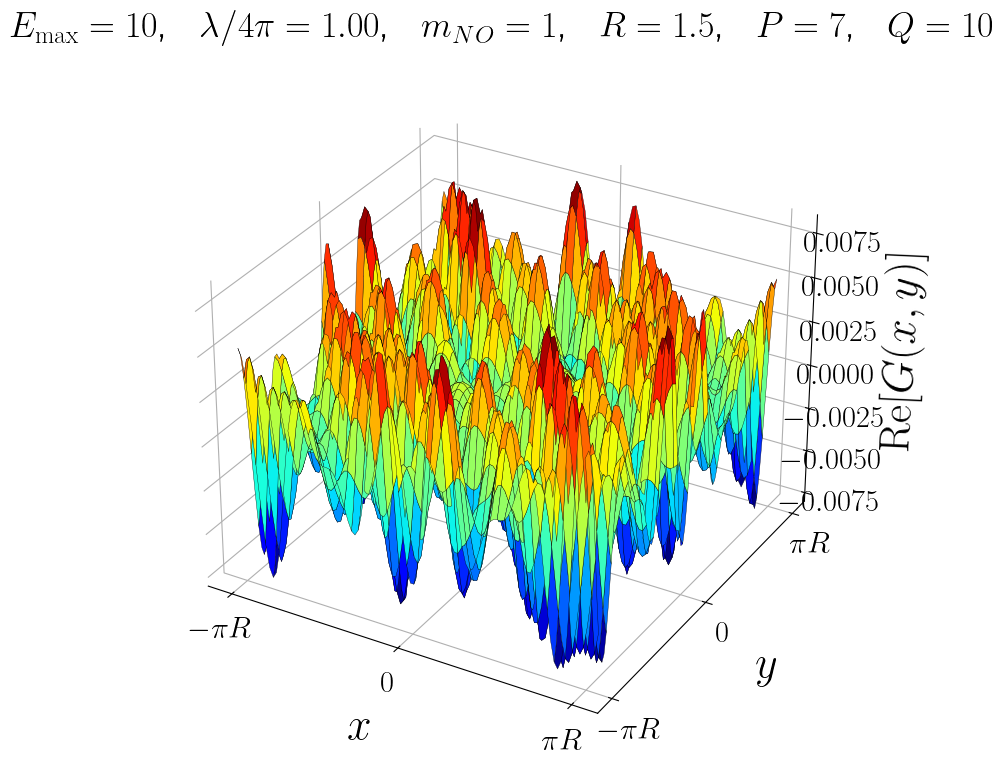 E_max = 10, λ/4π = 1.00, m_NO = 1, R = 1.5, P = 7, Q = 10
0.0075
0.0050
0.0025
0.0000
−0.0025
−0.0050
−0.0075
Re[G(x, y)]
πR
0
−πR
y
−πR
0
πR
x